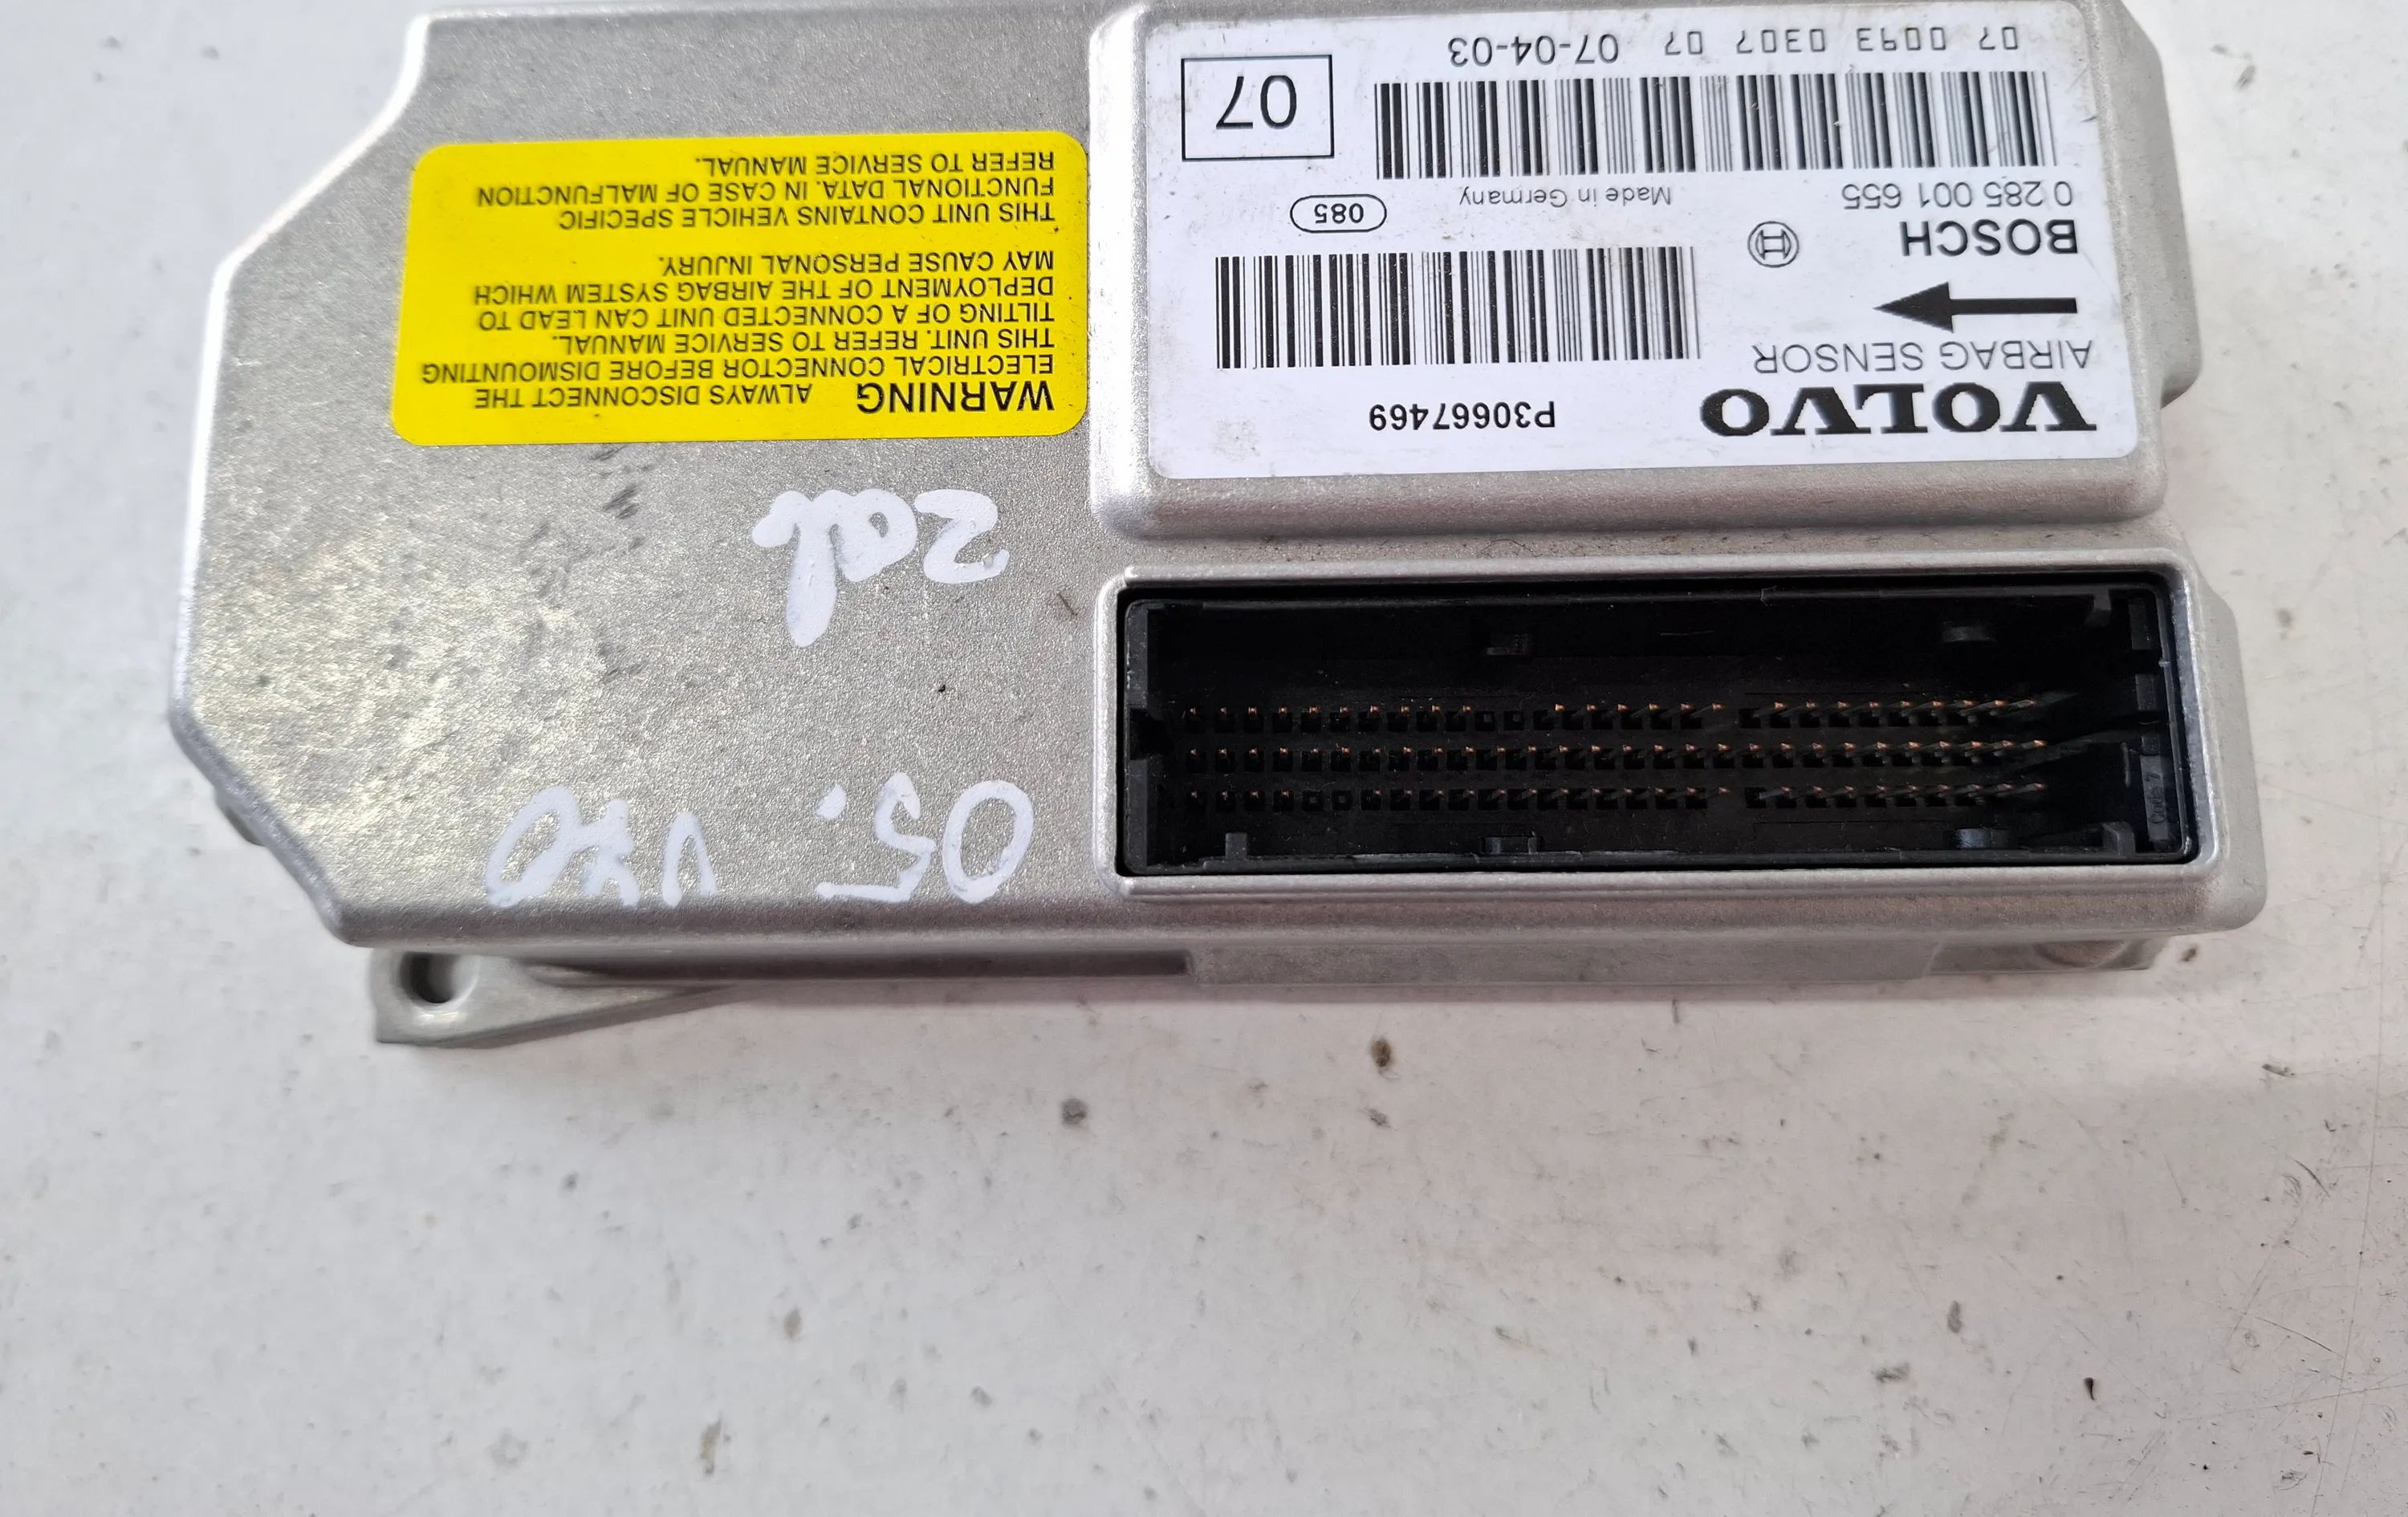 VOLVO P30667469
AIRBAG SENSOR
BOSCH
0 285 001 655 Made in Germany 085
07 0093 0307 07 07-04-03
07
WARNING ALWAYS DISCONNECT THE
ELECTRICAL CONNECTOR BEFORE DISMOUNTING
THIS UNIT. REFER TO SERVICE MANUAL.
TILTING OF A CONNECTED UNIT CAN LEAD TO
DEPLOYMENT OF THE AIRBAG SYSTEM WHICH
MAY CAUSE PERSONAL INJURY.
THIS UNIT CONTAINS VEHICLE SPECIFIC
FUNCTIONAL DATA. IN CASE OF MALFUNCTION
REFER TO SERVICE MANUAL.
05. V70